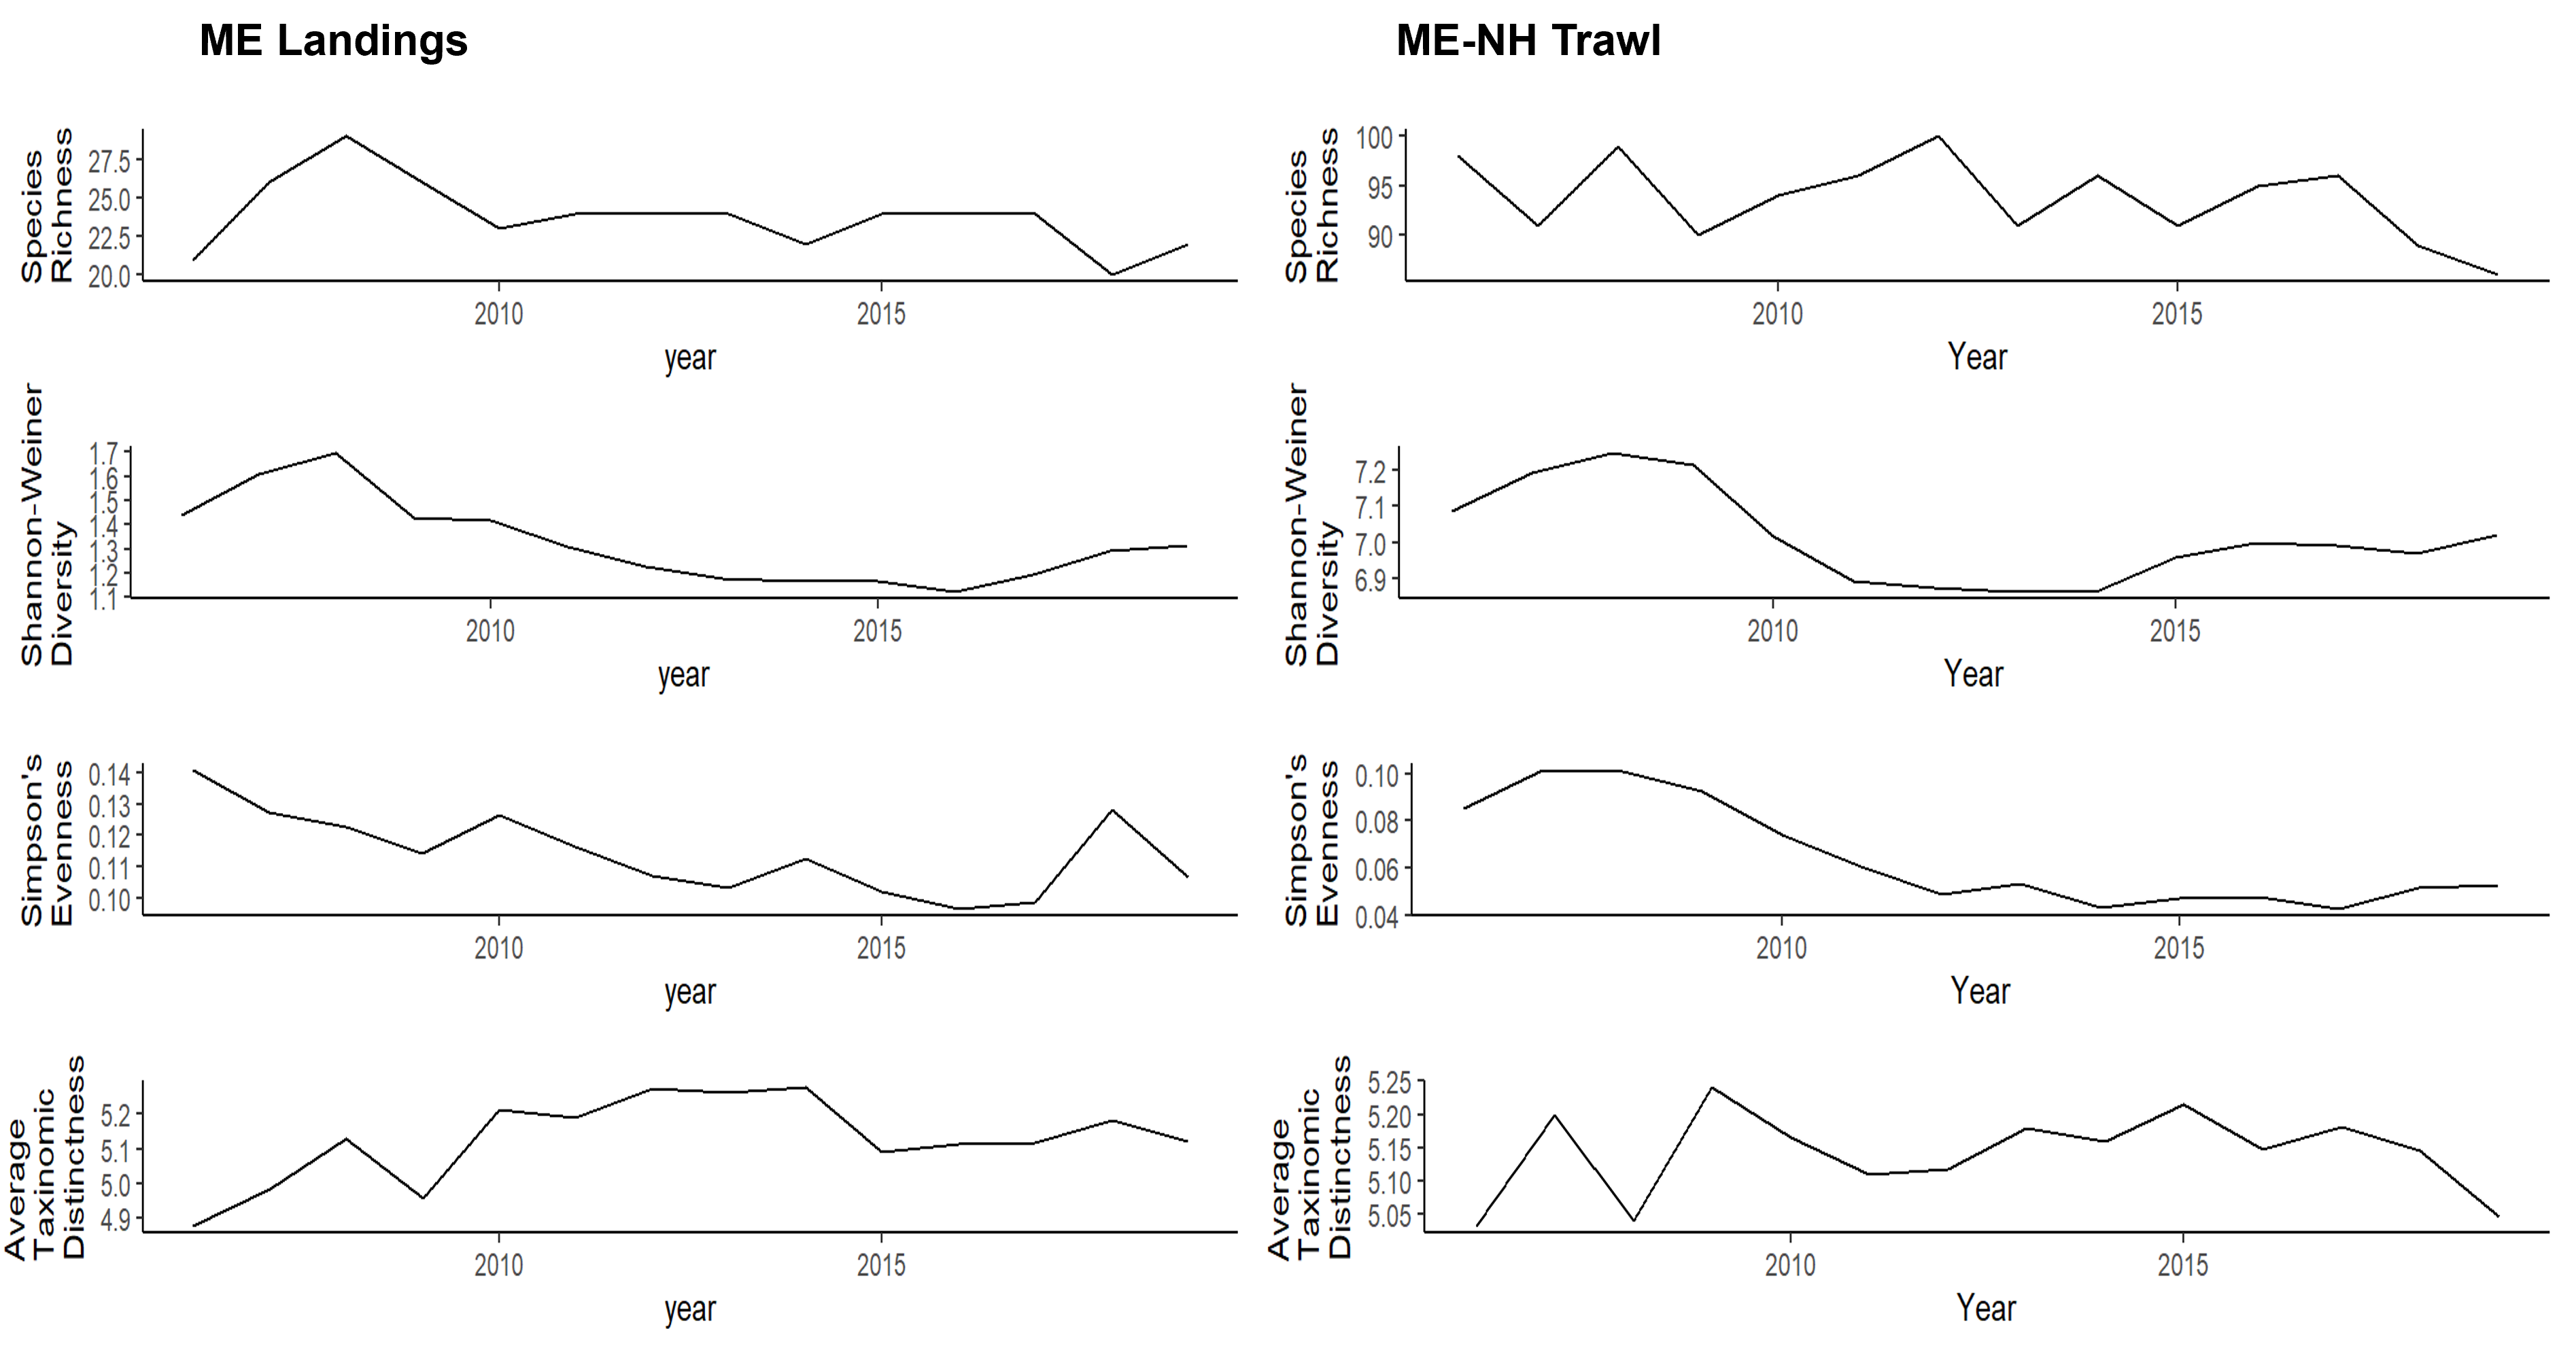 ME Landings
ME-NH Trawl
Species
Richness
27.5
25.0
22.5
20.0
2010
2015
year
Species
Richness
100
95
90
2010
2015
Year
Shannon-Weiner
Diversity
1.7
1.6
1.5
1.4
1.3
1.2
1.1
2010
2015
year
Shannon-Weiner
Diversity
7.2
7.1
7.0
6.9
2010
2015
Year
Simpson's
Evenness
0.14
0.13
0.12
0.11
0.10
2010
2015
year
Simpson's
Evenness
0.10
0.08
0.06
0.04
2010
2015
Year
Average
Taxinomic
Distinctness
5.2
5.1
5.0
4.9
2010
2015
year
Average
Taxinomic
Distinctness
5.25
5.20
5.15
5.10
5.05
2010
2015
Year